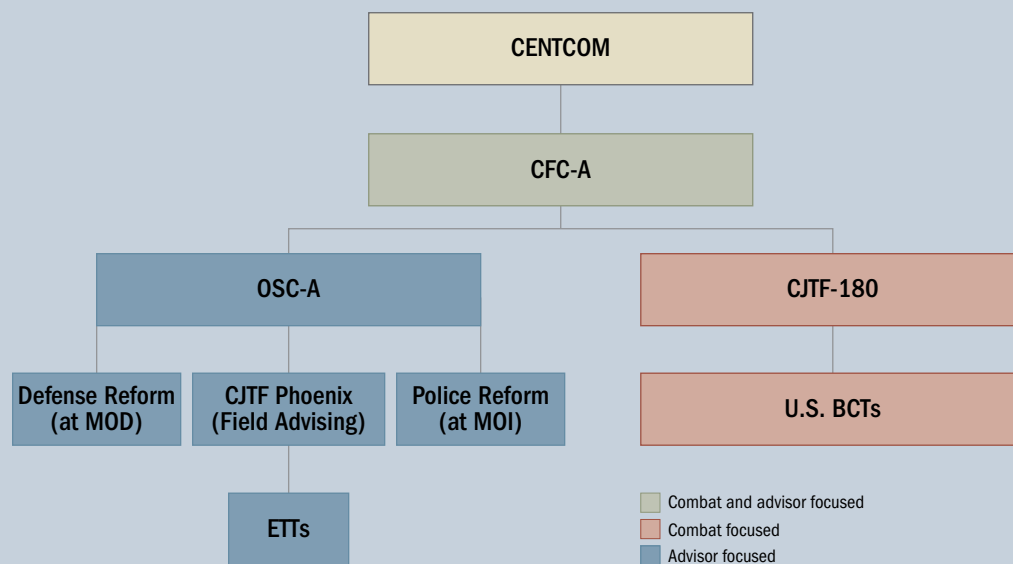 CENTCOM
CFC-A
OSC-A
CJTF-180
Defense Reform
(at MOD)
CJTF Phoenix
(Field Advising)
Police Reform
(at MOI)
U.S. BCTs
ETTs
Combat and advisor focused
Combat focused
Advisor focused